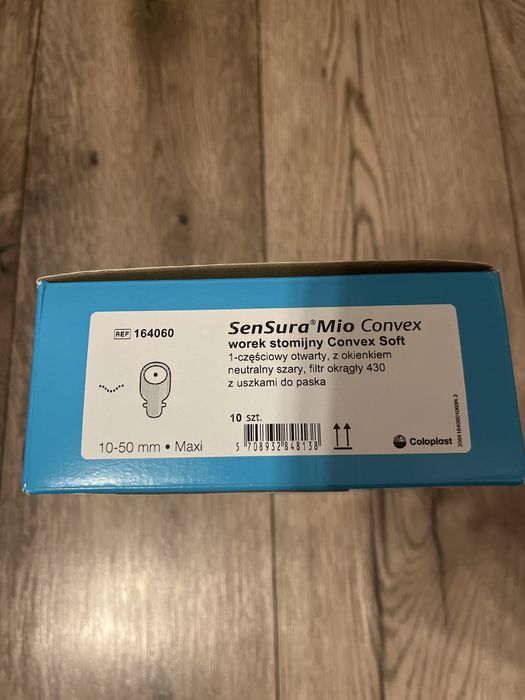 REF 164060
SenSura® Mio Convex
worek stomijny Convex Soft
1-częściowy otwarty, z okienkiem
neutralny szary, filtr okrągły 430
z uszkami do paska
10 szt.
5 708932 848138
10-50 mm • Maxi
Coloplast